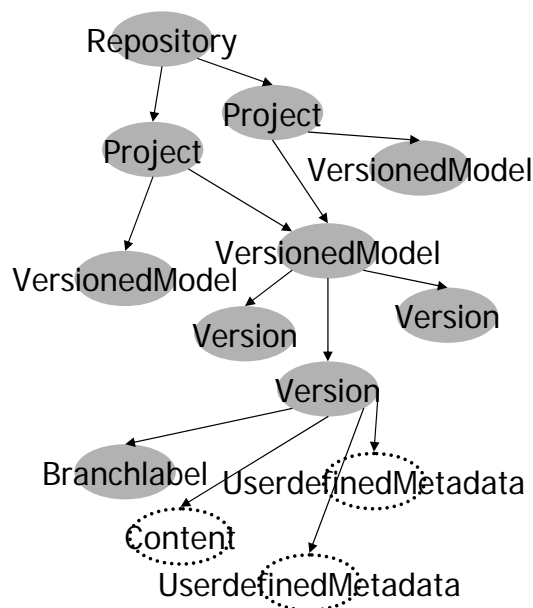 Repository
Project
Project
VersionedModel
VersionedModel
VersionedModel
Version
Version
Version
Branchlabel
UserdefinedMetadata
Content
UserdefinedMetadata